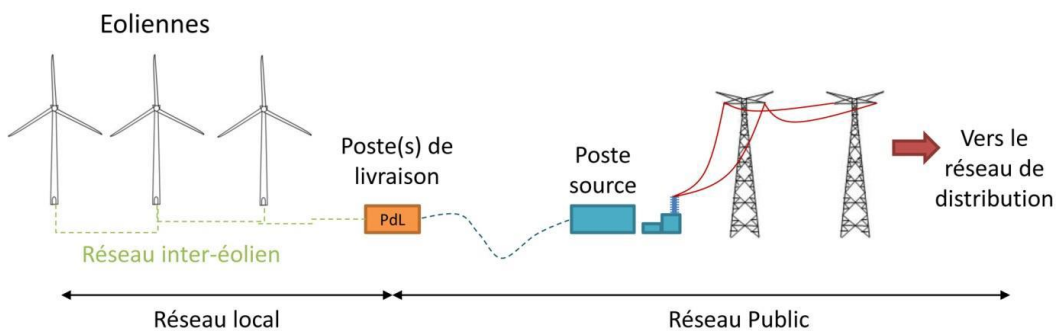 Eoliennes
Poste(s) de
livraison
PdL
Poste
source
Vers le
réseau de
distribution
Réseau inter-éolien
Réseau local
Réseau Public